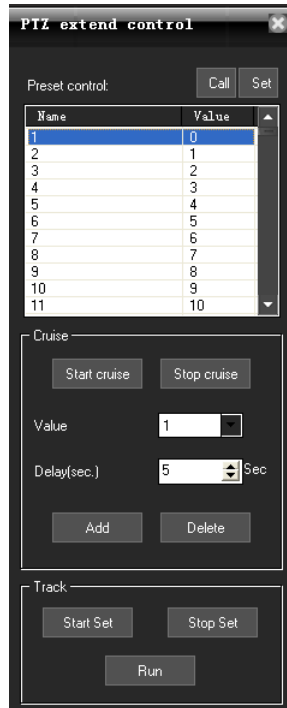 PTZ extend control
Preset control: Call Set
Name Value
1 0
2 1
3 2
4 3
5 4
6 5
7 6
8 7
9 8
10 9
11 10
Cruise
Start cruise Stop cruise
Value 1
Delay(sec.) 5 Sec
Add Delete
Track
Start Set Stop Set
Run